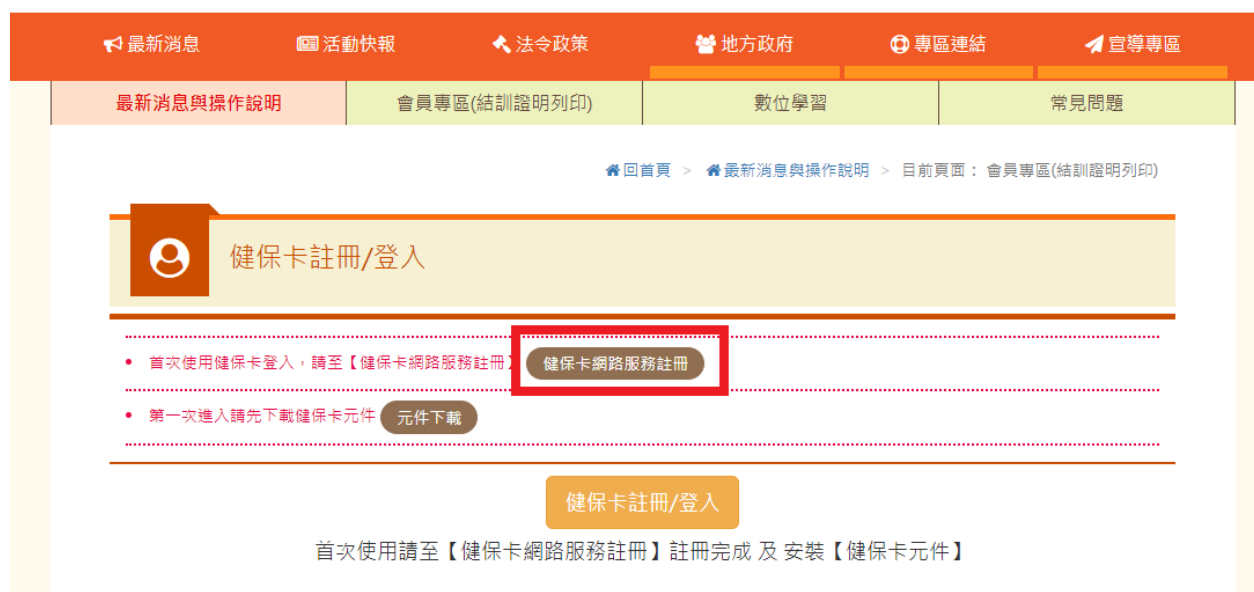 最新消息 活動快報 法令政策 地方政府 專區連結 宣導專區
最新消息與操作說明 會員專區(結訓證明列印) 數位學習 常見問題
回首頁 > 最新消息與操作說明 > 目前頁面： 會員專區(結訓證明列印)
健保卡註冊/登入
首次使用健保卡登入，請至【健保卡網路服務註冊】 健保卡網路服務註冊
第一次進入請先下載健保卡元件 元件下載
健保卡註冊/登入
首次使用請至【健保卡網路服務註冊】註冊完成 及 安裝【健保卡元件】